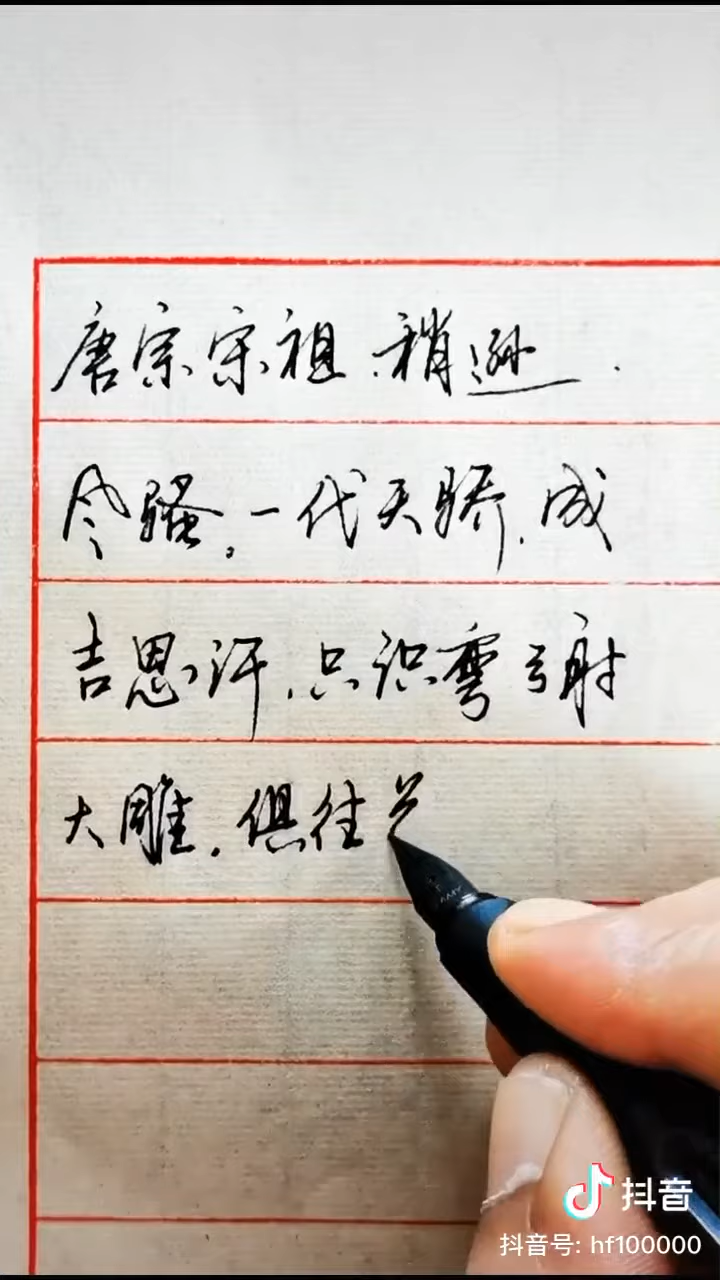 唐宗宋祖.稍逊.
风骚。一代天骄.成
吉思汗.只识弯弓射
大雕.俱往
抖音
抖音号: hf100000